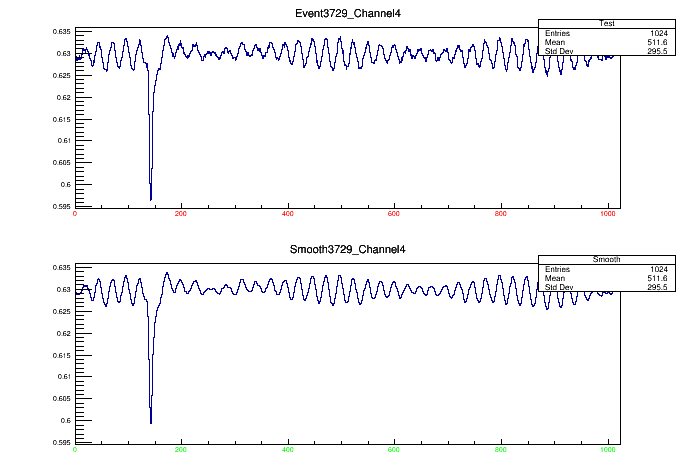 Event3729_Channel4
Test
Entries 1024
Mean 511.6
Std Dev 295.5
0.635
0.63
0.625
0.62
0.615
0.61
0.605
0.6
0.595
0 200 400 600 800 1000
Smooth3729_Channel4
Smooth
Entries 1024
Mean 511.6
Std Dev 295.5
0.635
0.63
0.625
0.62
0.615
0.61
0.605
0.6
0.595
0 200 400 600 800 1000